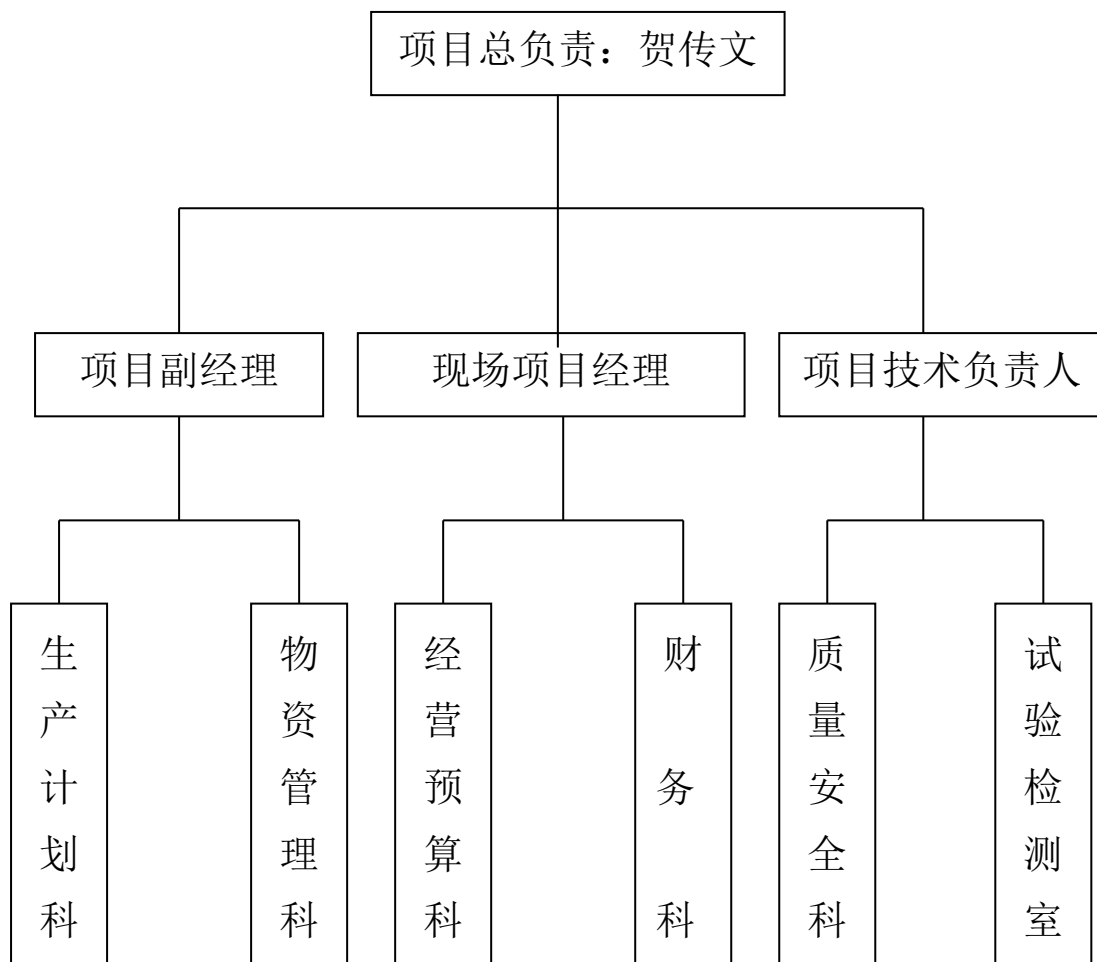 项目总负责：贺传文
项目副经理
现场项目经理
项目技术负责人
生产计划科
物资管理科
经营预算科
财务科
质量安全科
试验检测室